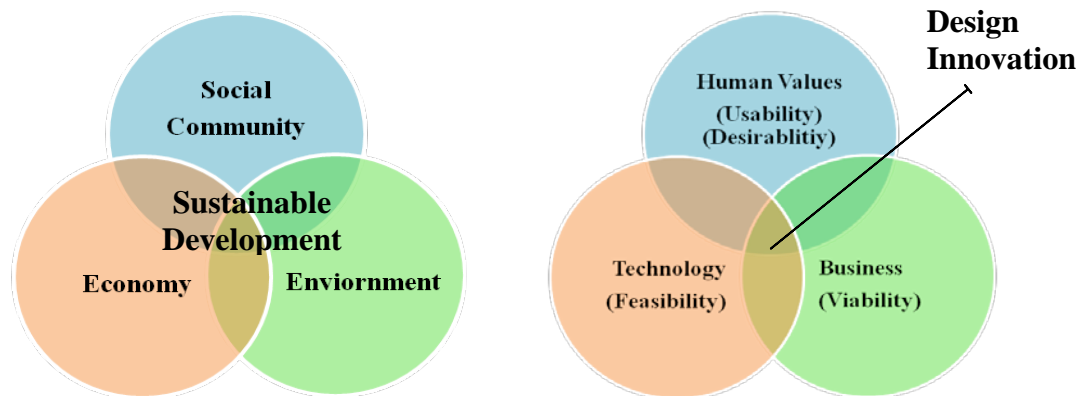 Social
Community
Sustainable
Development
Economy
Enviornment
Design
Innovation
Human Values
(Usability)
(Desirablitiy)
Technology
(Feasibility)
Business
(Viability)